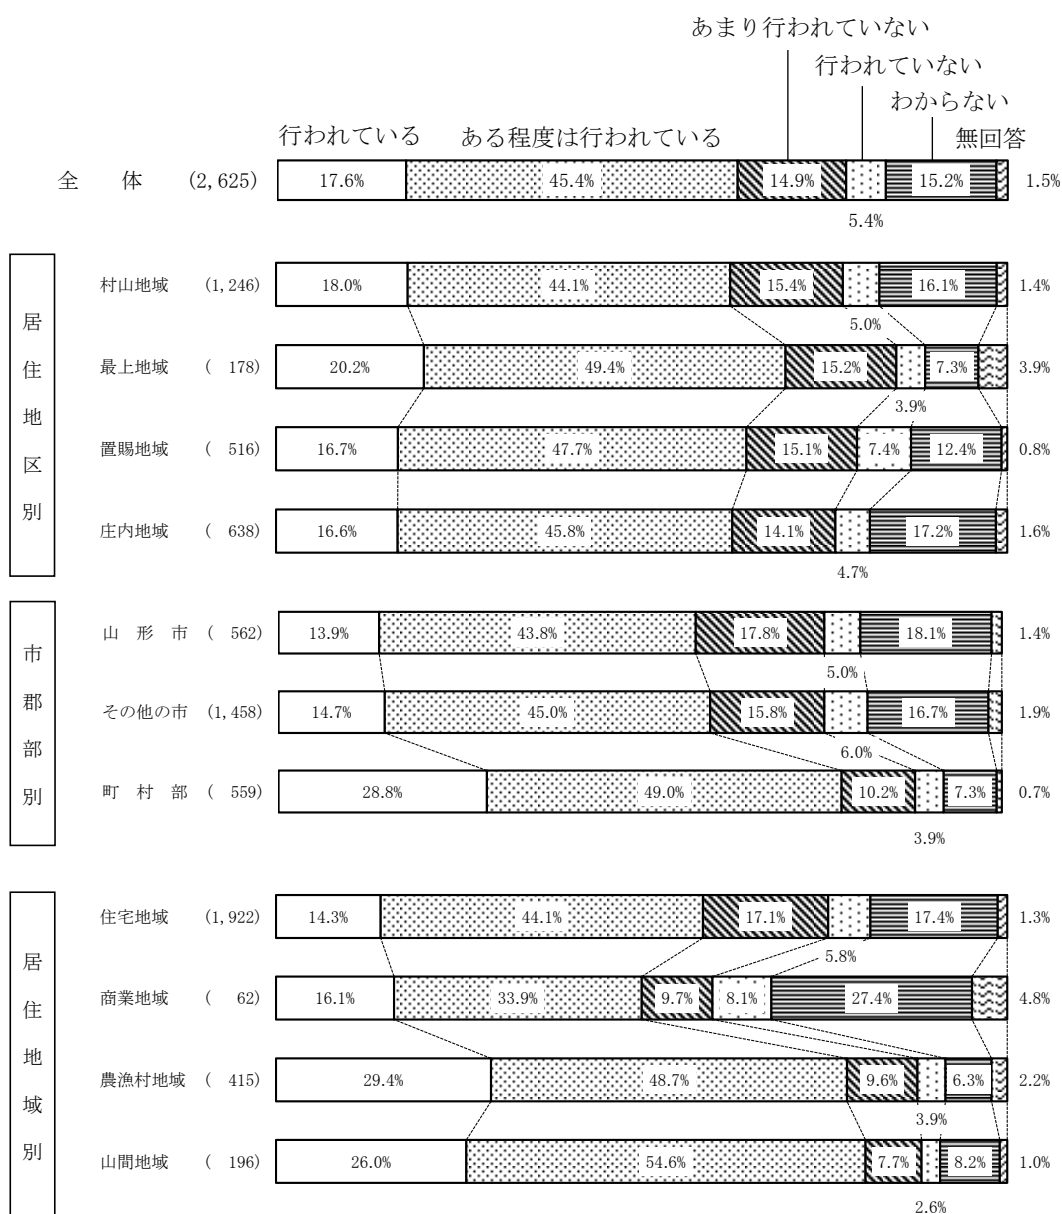 あまり行われていない
行われていない
わからない
行われている ある程度は行われている 無回答
全 体 (2,625) 17.6% 45.4% 14.9% 15.2% 1.5%
5.4%
居住地区別
村山地域 (1,246) 18.0% 44.1% 15.4% 16.1% 1.4%
5.0%
最上地域 ( 178) 20.2% 49.4% 15.2% 7.3% 3.9%
3.9%
置賜地域 ( 516) 16.7% 47.7% 15.1% 7.4% 12.4% 0.8%
庄内地域 ( 638) 16.6% 45.8% 14.1% 17.2% 1.6%
4.7%
市郡部別
山 形 市 ( 562) 13.9% 43.8% 17.8% 18.1% 1.4%
5.0%
その他の市 (1,458) 14.7% 45.0% 15.8% 16.7% 1.9%
6.0%
町 村 部 ( 559) 28.8% 49.0% 10.2% 7.3% 0.7%
3.9%
居住地域別
住宅地域 (1,922) 14.3% 44.1% 17.1% 17.4% 1.3%
5.8%
商業地域 ( 62) 16.1% 33.9% 9.7% 8.1% 27.4% 4.8%
農漁村地域 ( 415) 29.4% 48.7% 9.6% 6.3% 2.2%
3.9%
山間地域 ( 196) 26.0% 54.6% 7.7% 8.2% 1.0%
2.6%